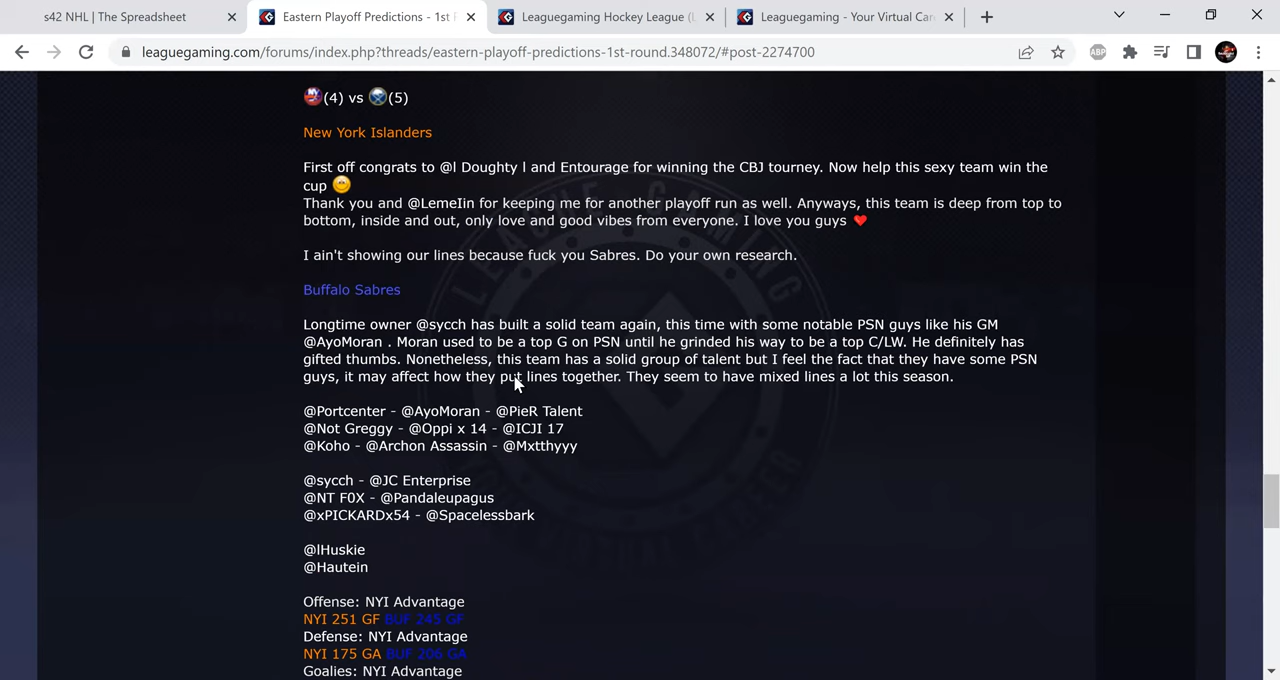 s42 NHL | The Spreadsheet
Eastern Playoff Predictions - 1st
Leaguegaming Hockey League (
Leaguegaming - Your Virtual
leaguegaming.com/forums/index.php?threads/eastern-playoff-predictions-1st-round.348072/#post-2274700
ABP
(4) vs (5)
New York Islanders
First off congrats to @l Doughty l and Entourage for winning the CBJ tourney. Now help this sexy team win the
cup
Thank you and @LemeIin for keeping me for another playoff run as well. Anyways, this team is deep from top to
bottom, inside and out, only love and good vibes from everyone. I love you guys
I ain't showing our lines because fuck you Sabres. Do your own research.
Buffalo Sabres
Longtime owner @sycch has built a solid team again, this time with some notable PSN guys like his GM
@AyoMoran . Moran used to be a top G on PSN until he grinded his way to be a top C/LW. He definitely has
gifted thumbs. Nonetheless, this team has a solid group of talent but I feel the fact that they have some PSN
guys, it may affect how they put lines together. They seem to have mixed lines a lot this season.
@Portcenter - @AyoMoran - @PieR Talent
@Not Greggy - @Oppi x 14 - @ICJI 17
@Koho - @Archon Assassin - @Mxtthyyy
@sycch - @JC Enterprise
@NT F0X - @Pandaleupagus
@xPICKARDx54 - @Spacelessbark
@lHuskie
@Hautein
Offense: NYI Advantage
NYI 251 GF BUF 245 GF
Defense: NYI Advantage
NYI 175 GA BUF 206 GA
Goalies: NYI Advantage